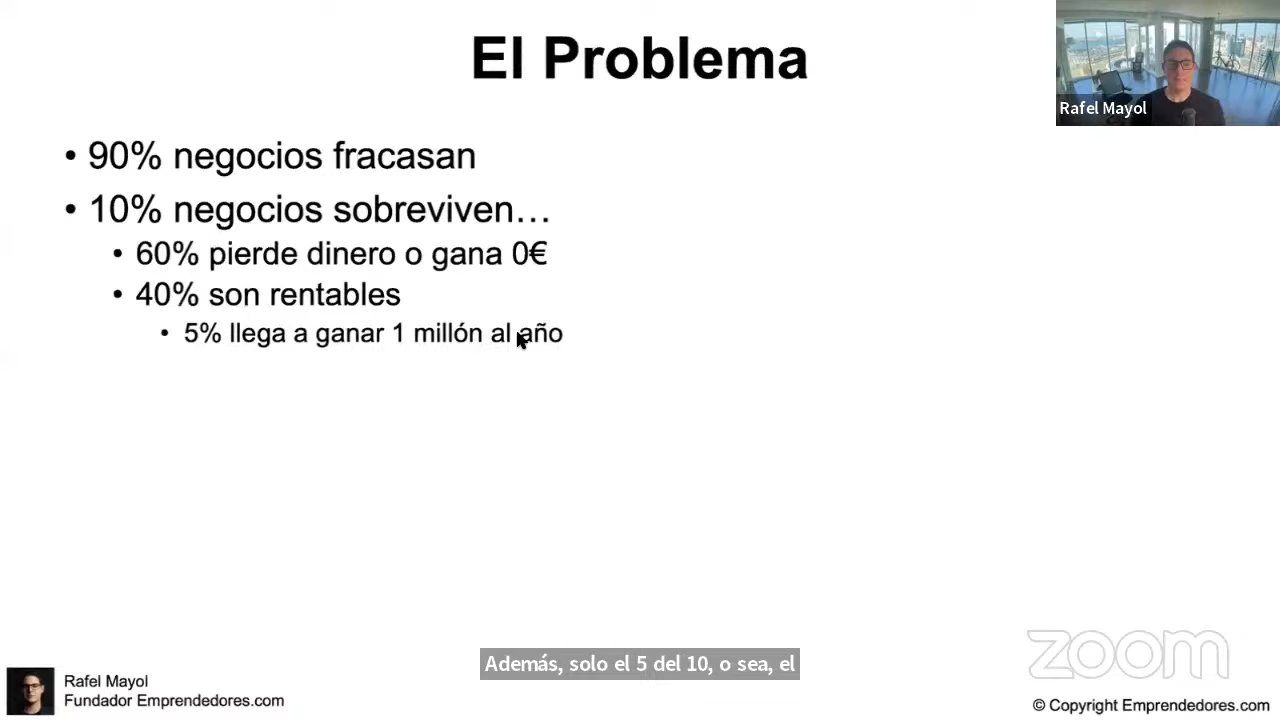 El Problema
Rafel Mayol
• 90% negocios fracasan
• 10% negocios sobreviven…
• 60% pierde dinero o gana 0€
• 40% son rentables
• 5% llega a ganar 1 millón al año
Además, solo el 5 del 10, o sea, el
zoom
Rafel Mayol
Fundador Emprendedores.com
© Copyright Emprendedores.com